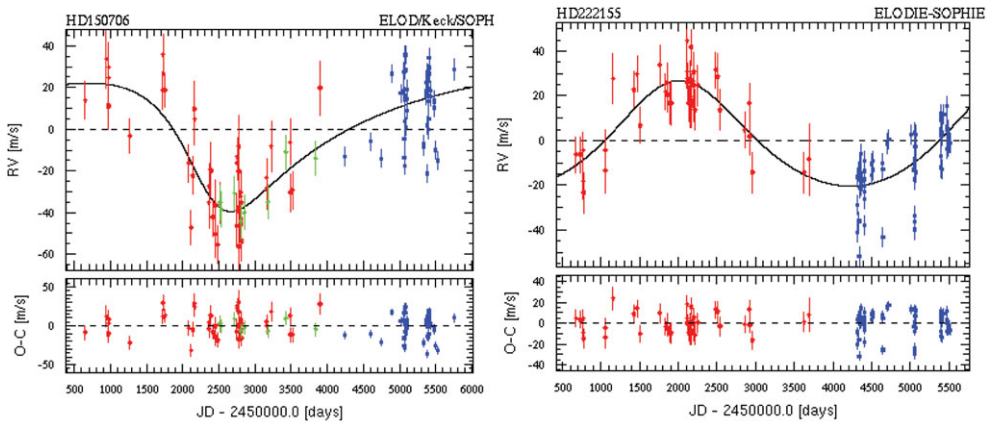 HD150706 ELOD/Keck/SOPH
40
20
0
-20
-40
-60
RV [m/s]
50
0
-50
O-C [m/s]
500 1000 1500 2000 2500 3000 3500 4000 4500 5000 5500 6000
JD - 2450000.0 [days]
HD222155 ELODIE-SOPHIE
40
20
0
-20
-40
RV [m/s]
40
20
0
-20
-40
O-C [m/s]
500 1000 1500 2000 2500 3000 3500 4000 4500 5000 5500
JD - 2450000.0 [days]